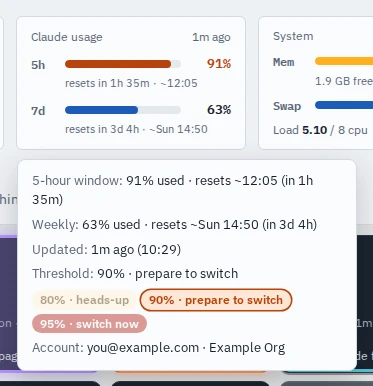 Claude usage 1m ago
5h 91%
resets in 1h 35m · ~12:05
7d 63%
resets in 3d 4h · ~Sun 14:50
System
Mem
1.9 GB free
Swap
Load 5.10 / 8 cpu
5-hour window: 91% used · resets ~12:05 (in 1h
35m)
Weekly: 63% used · resets ~Sun 14:50 (in 3d 4h)
Updated: 1m ago (10:29)
Threshold: 90% · prepare to switch
80% · heads-up 90% · prepare to switch
95% · switch now
Account: you@example.com · Example Org